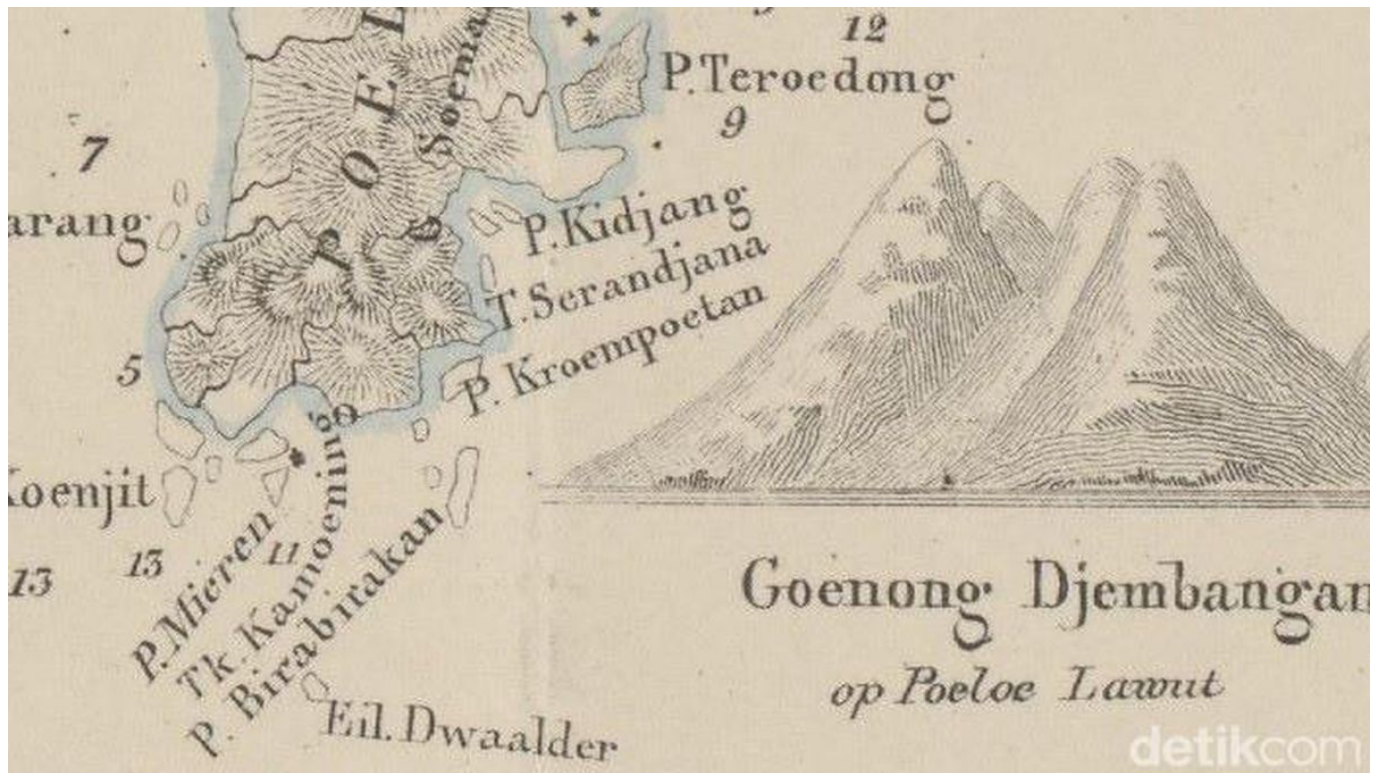 12
P. Teroedong
9
7
arang
P. Kidjang
T. Serandjana
P. Kroempoetan
5
Koenjit
13
13
11
P. Mieren
Tk. Kamoening
P. Birabirakan
Eil. Dwaalder
Goenong Djembangan
op Poeloe Lawut
detikcom